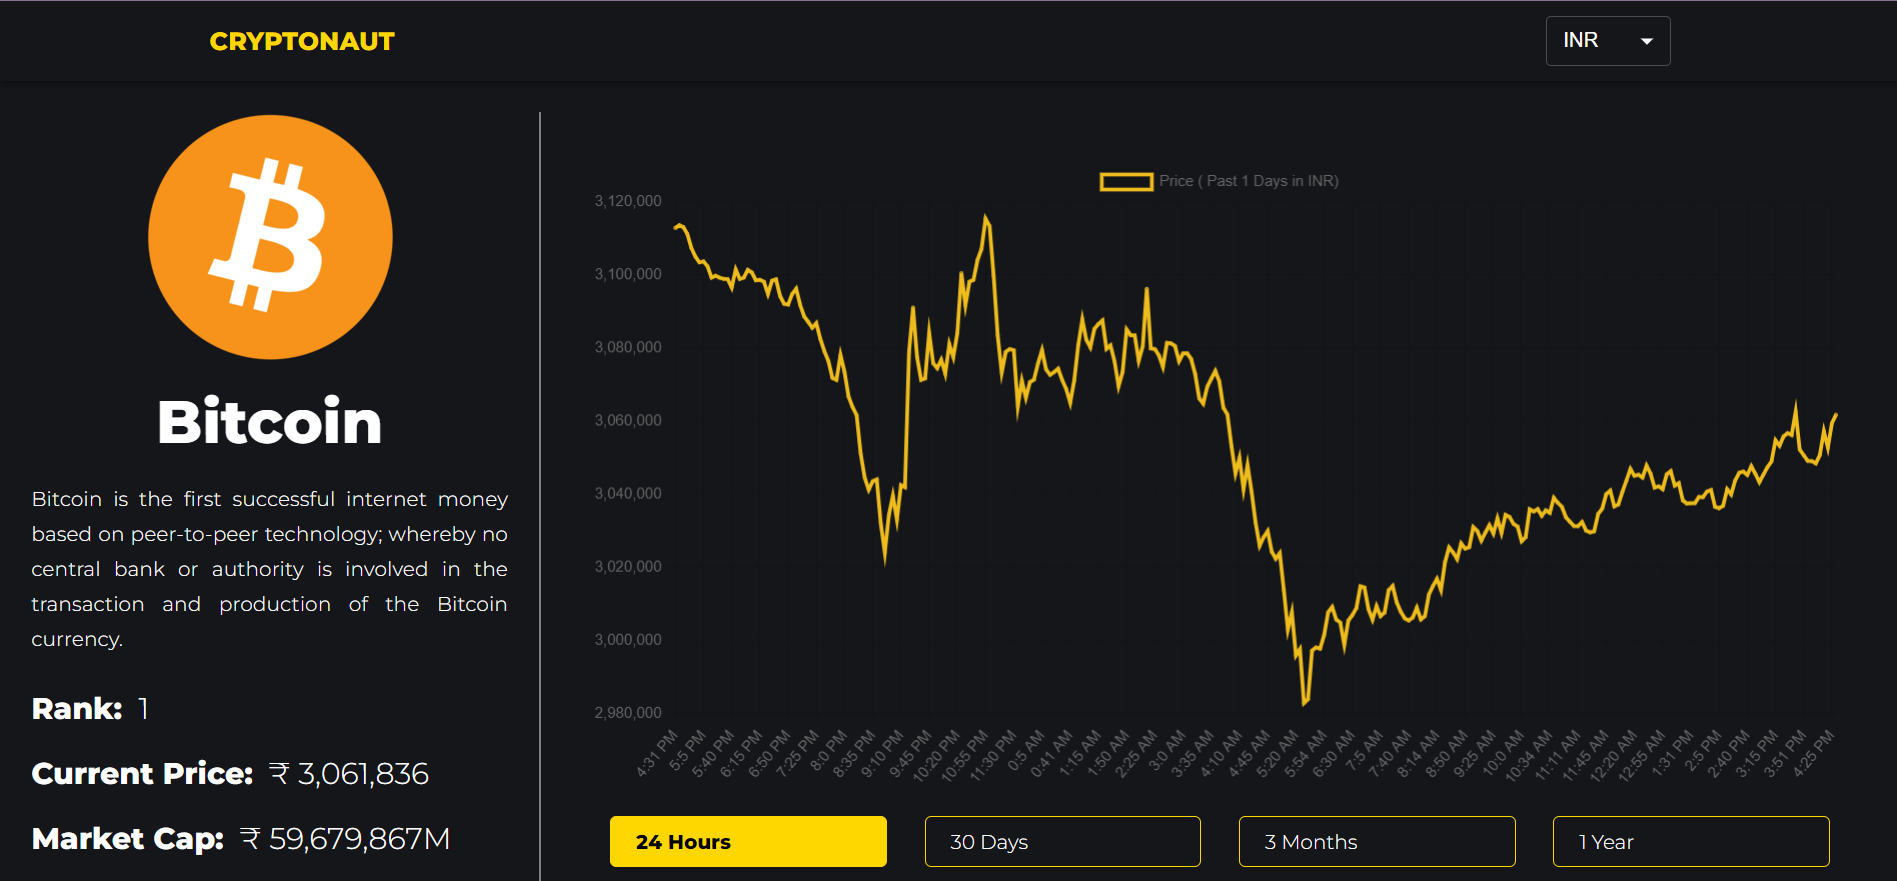 CRYPTONAUT
INR
Bitcoin
Bitcoin is the first successful internet money
based on peer-to-peer technology; whereby no
central bank or authority is involved in the
transaction and production of the Bitcoin
currency.
Rank: 1
Current Price: ₹ 3,061,836
Market Cap: ₹ 59,679,867M
Price ( Past 1 Days in INR)
3,120,000
3,100,000
3,080,000
3,060,000
3,040,000
3,020,000
3,000,000
2,980,000
4:31 PM
5:5 PM
5:40 PM
6:15 PM
6:50 PM
7:25 PM
8:0 PM
8:35 PM
9:10 PM
9:45 PM
10:20 PM
10:55 PM
11:30 PM
0:5 AM
0:41 AM
1:15 AM
1:50 AM
2:25 AM
3:0 AM
3:35 AM
4:10 AM
4:45 AM
5:20 AM
5:54 AM
6:30 AM
7:5 AM
7:40 AM
8:14 AM
8:50 AM
9:25 AM
10:0 AM
10:34 AM
11:11 AM
11:45 AM
12:20 AM
12:55 AM
1:31 PM
2:5 PM
2:40 PM
3:15 PM
3:51 PM
4:25 PM
24 Hours
30 Days
3 Months
1 Year